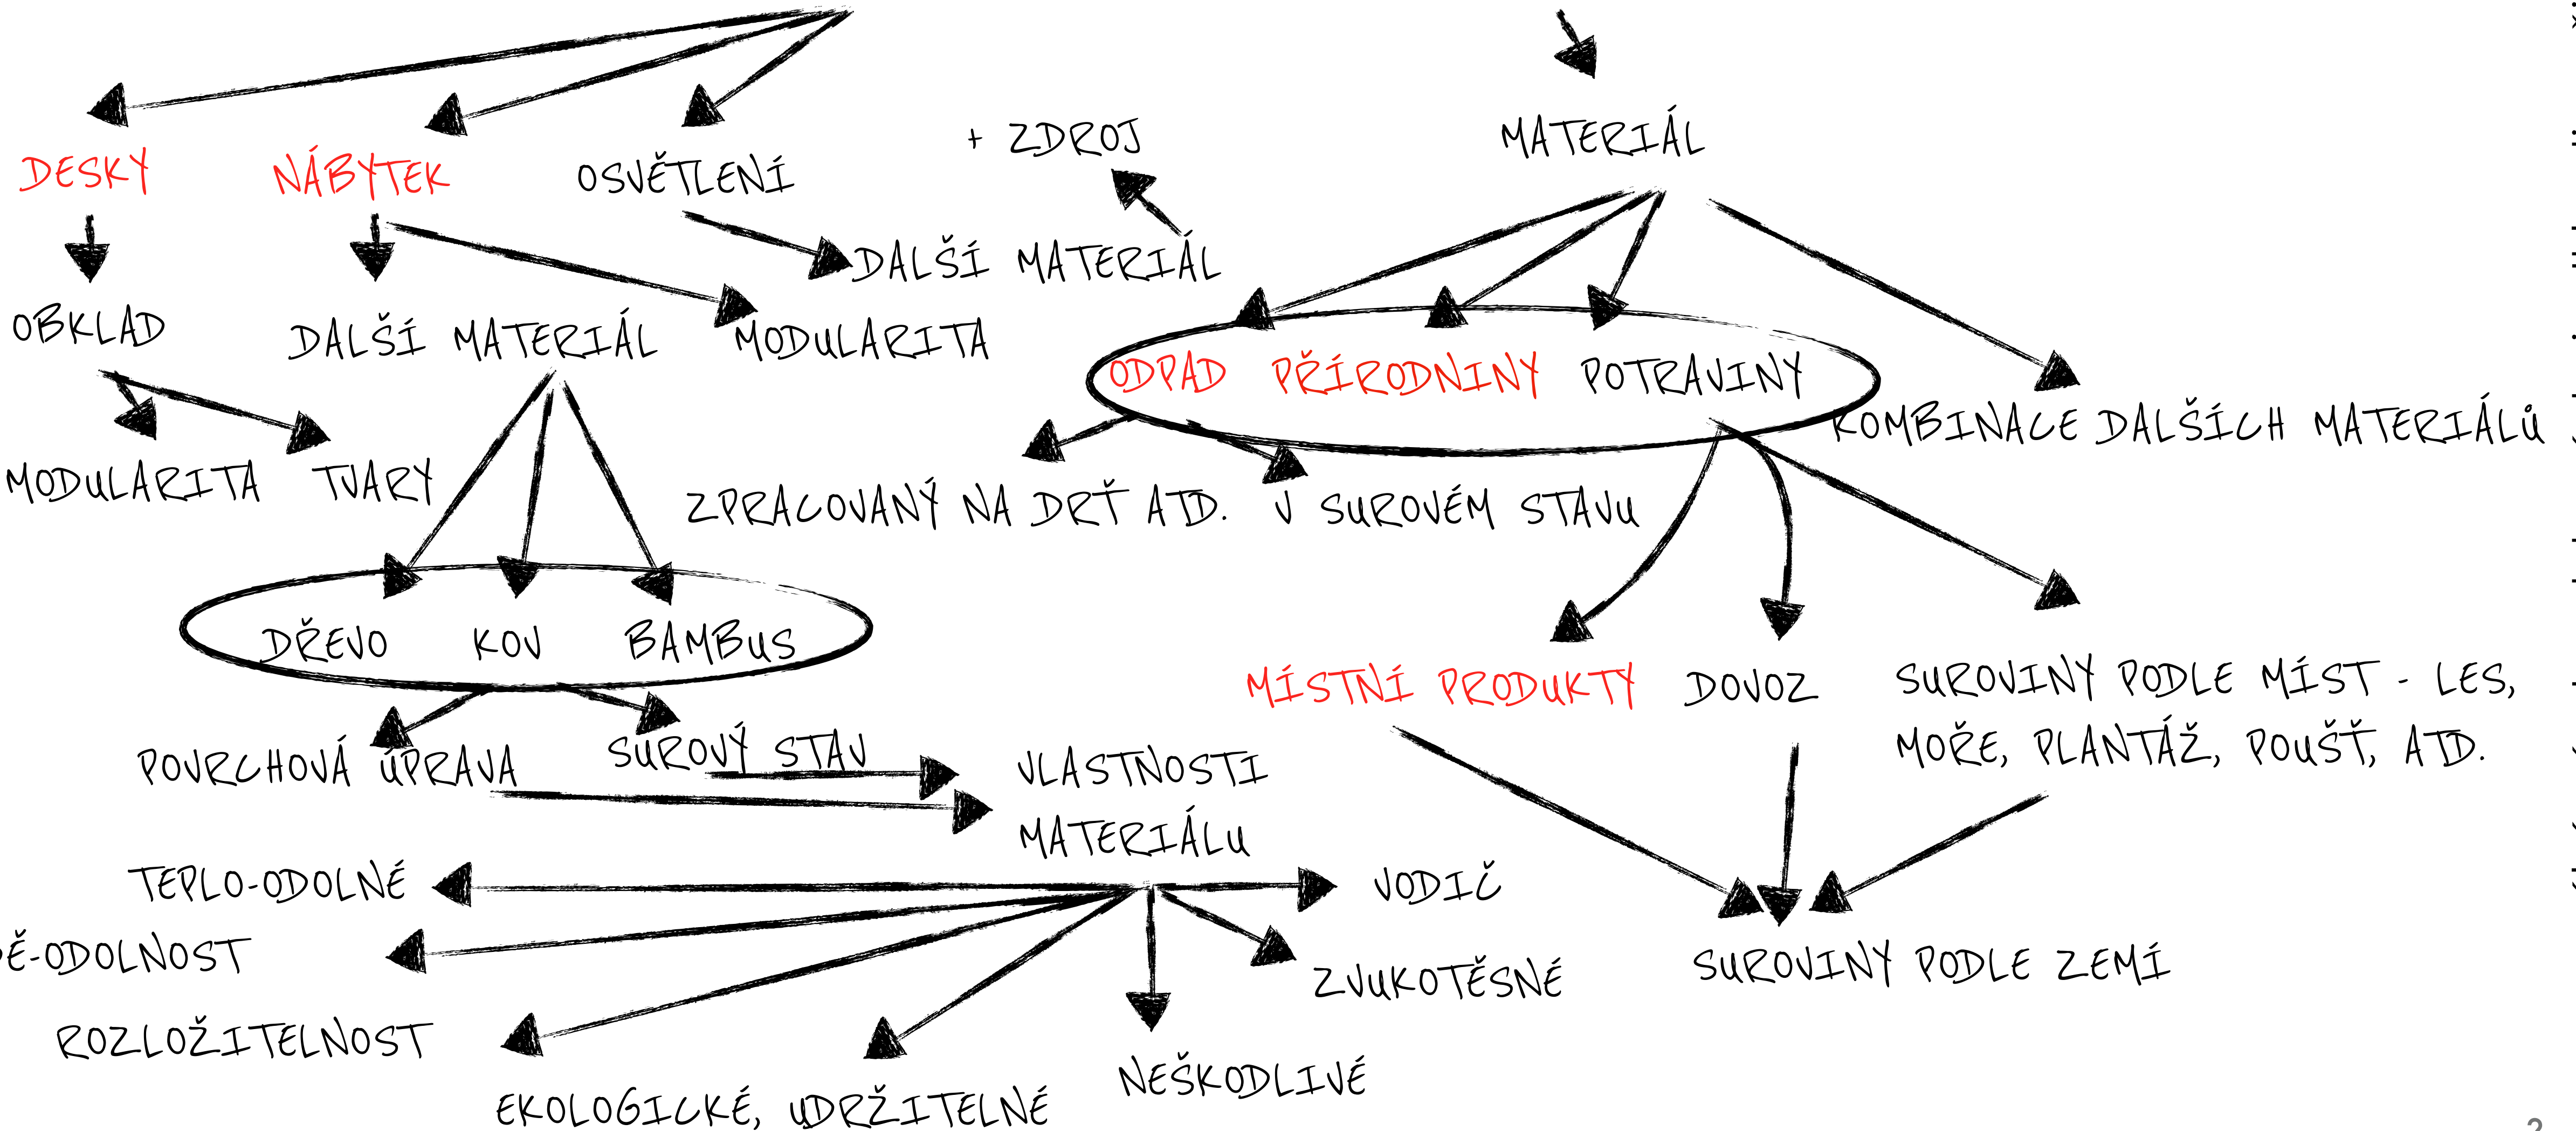 + ZDROJ
MATERIÁL
DESKY
NÁBYTEK
OSVĚTLENÍ
DALŠÍ MATERIÁL
OBKLAD
DALŠÍ MATERIÁL
MODULARITA
ODPAD
PŘÍRODNINY
POTRAVINY
KOMBINACE DALŠÍCH MATERIÁLŮ
MODULARITA
TVARY
ZPRACOVANÝ NA DRŤ ATD.
V SUROVÉM STAVU
DŘEVO
KOV
BAMBUS
MÍSTNÍ PRODUKTY
DOVOZ
SUROVINY PODLE MÍST - LES,
MOŘE, PLANTÁŽ, POUŠŤ, ATD.
POVRCHOVÁ ÚPRAVA
SUROVÝ STAV
VLASTNOSTI
MATERIÁLU
TEPLO-ODOLNÉ
VODIČ
Ě-ODOLNOST
ZVUKOTĚSNÉ
SUROVINY PODLE ZEMÍ
ROZLOŽITELNOST
NEŠKODLIVÉ
EKOLOGICKÉ, UDRŽITELNÉ